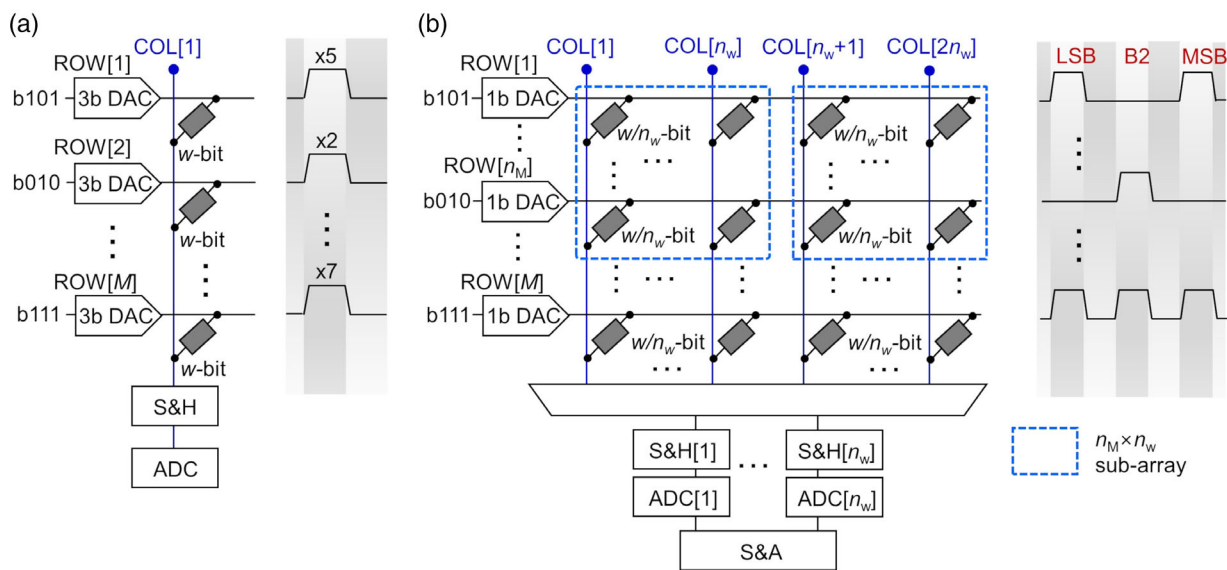 (a)
COL[1]
ROW[1]
b101
3b DAC
w-bit
ROW[2]
b010
3b DAC
w-bit
ROW[M]
b111
3b DAC
w-bit
S&H
ADC
x5
x2
x7
(b)
COL[1] COL[nw] COL[nw+1] COL[2nw]
ROW[1]
b101
1b DAC
w/nw-bit w/nw-bit
ROW[nM]
b010
1b DAC
w/nw-bit w/nw-bit
ROW[M]
b111
1b DAC
w/nw-bit w/nw-bit
S&H[1] S&H[nw]
ADC[1] ADC[nw]
S&A
LSB B2 MSB
nM×nw
sub-array